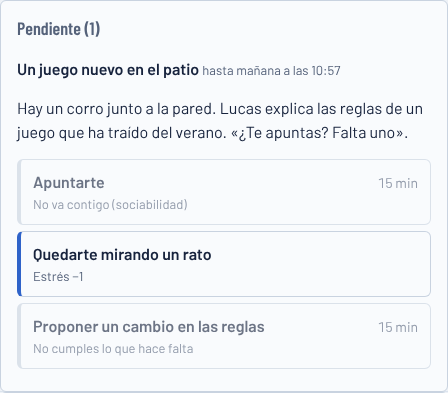 Pendiente (1)
Un juego nuevo en el patio hasta mañana a las 10:57
Hay un corro junto a la pared. Lucas explica las reglas de un
juego que ha traído del verano. «¿Te apuntas? Falta uno».
Apuntarte 15 min
No va contigo (sociabilidad)
Quedarte mirando un rato
Estrés −1
Proponer un cambio en las reglas 15 min
No cumples lo que hace falta